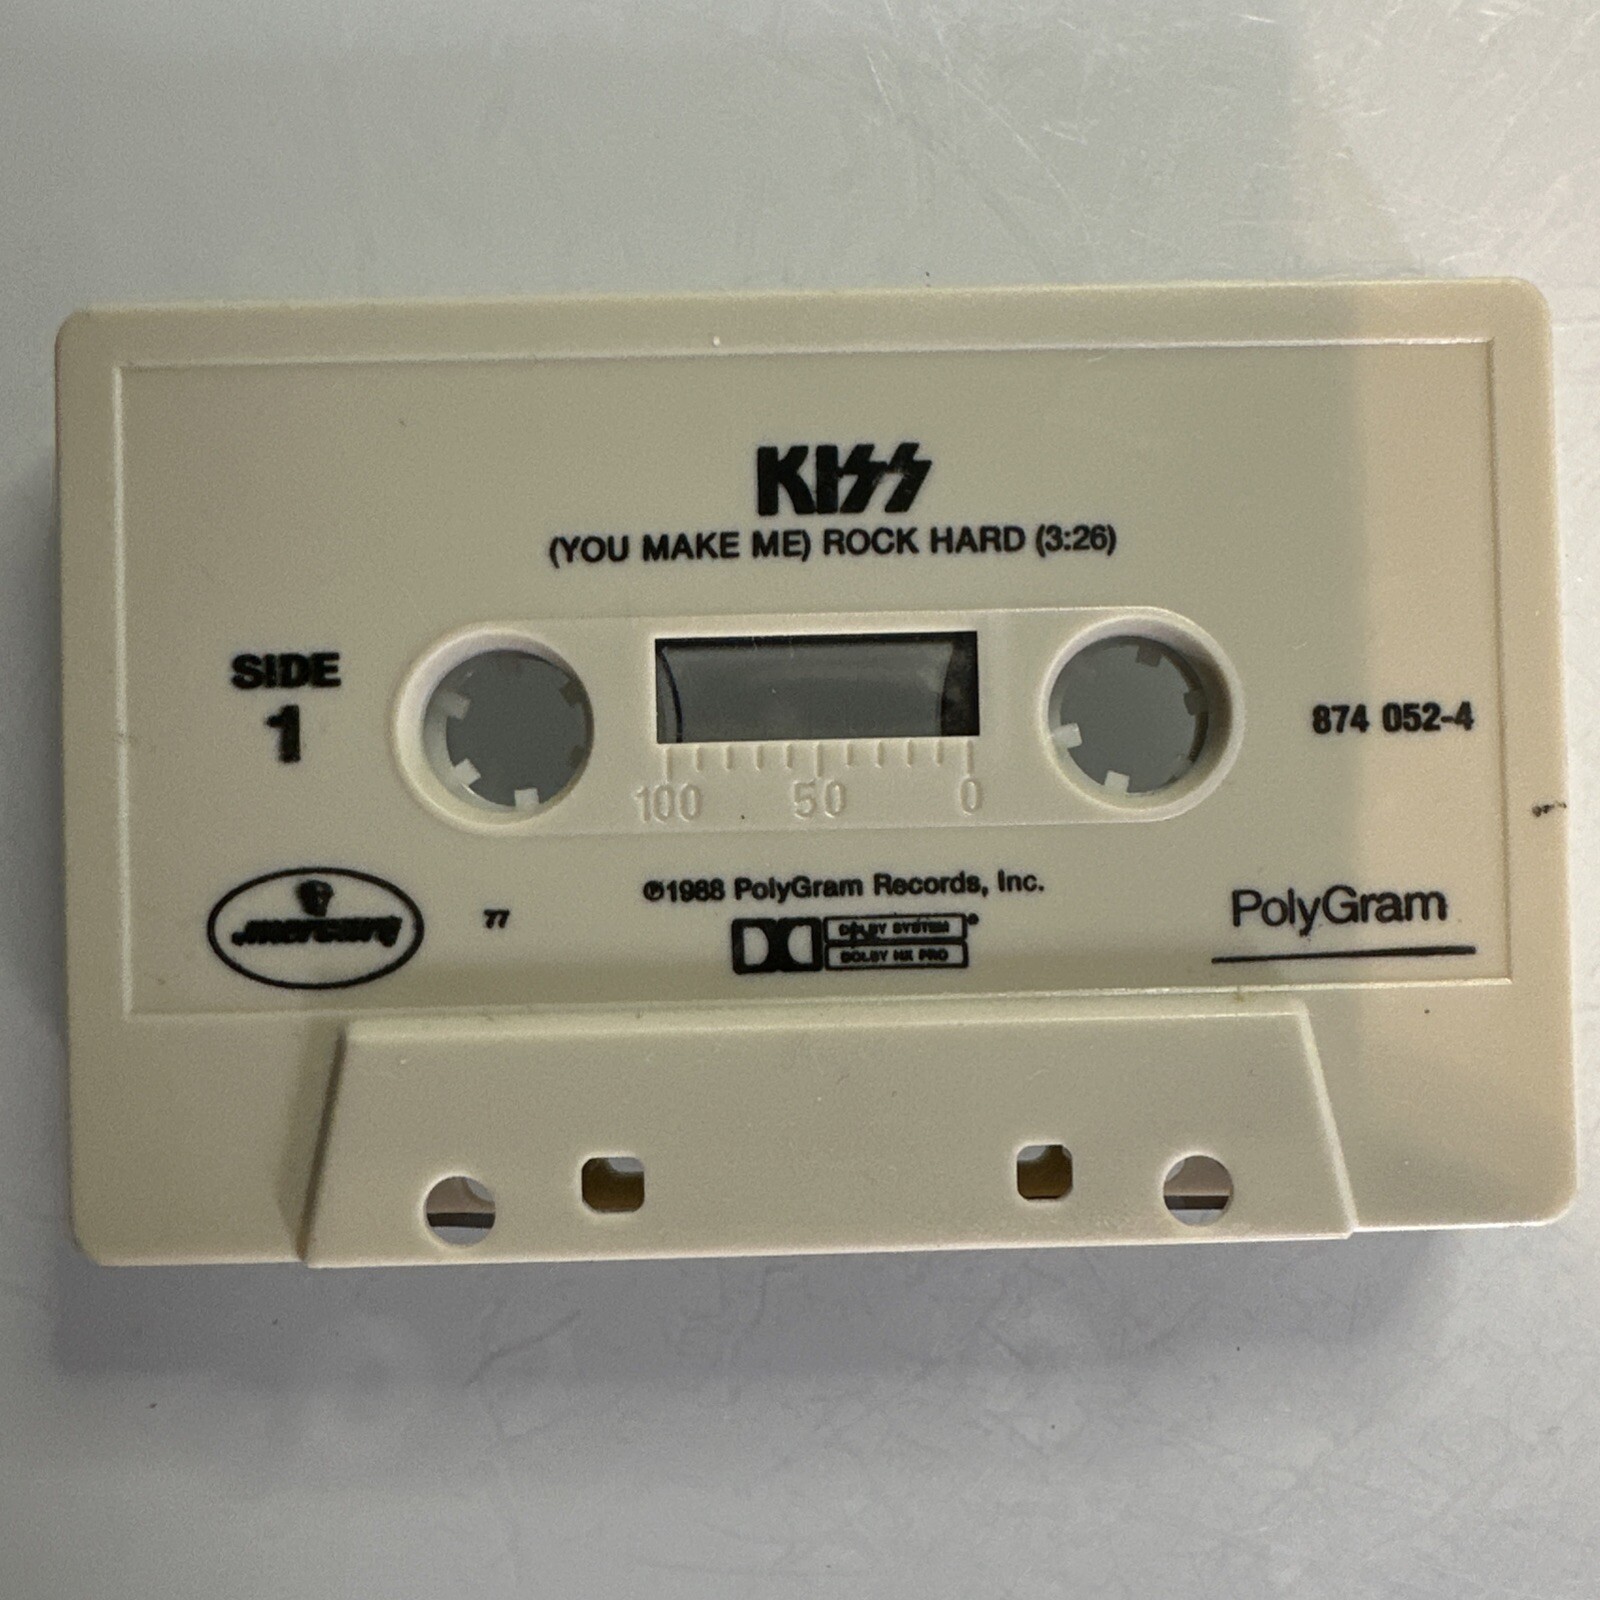 KISS
(YOU MAKE ME) ROCK HARD (3:26)
SIDE
1
874 052-4
100 50 0
℗1988 PolyGram Records, Inc.
mercury
77
DOLBY SYSTEM®
DOLBY HX PRO
PolyGram